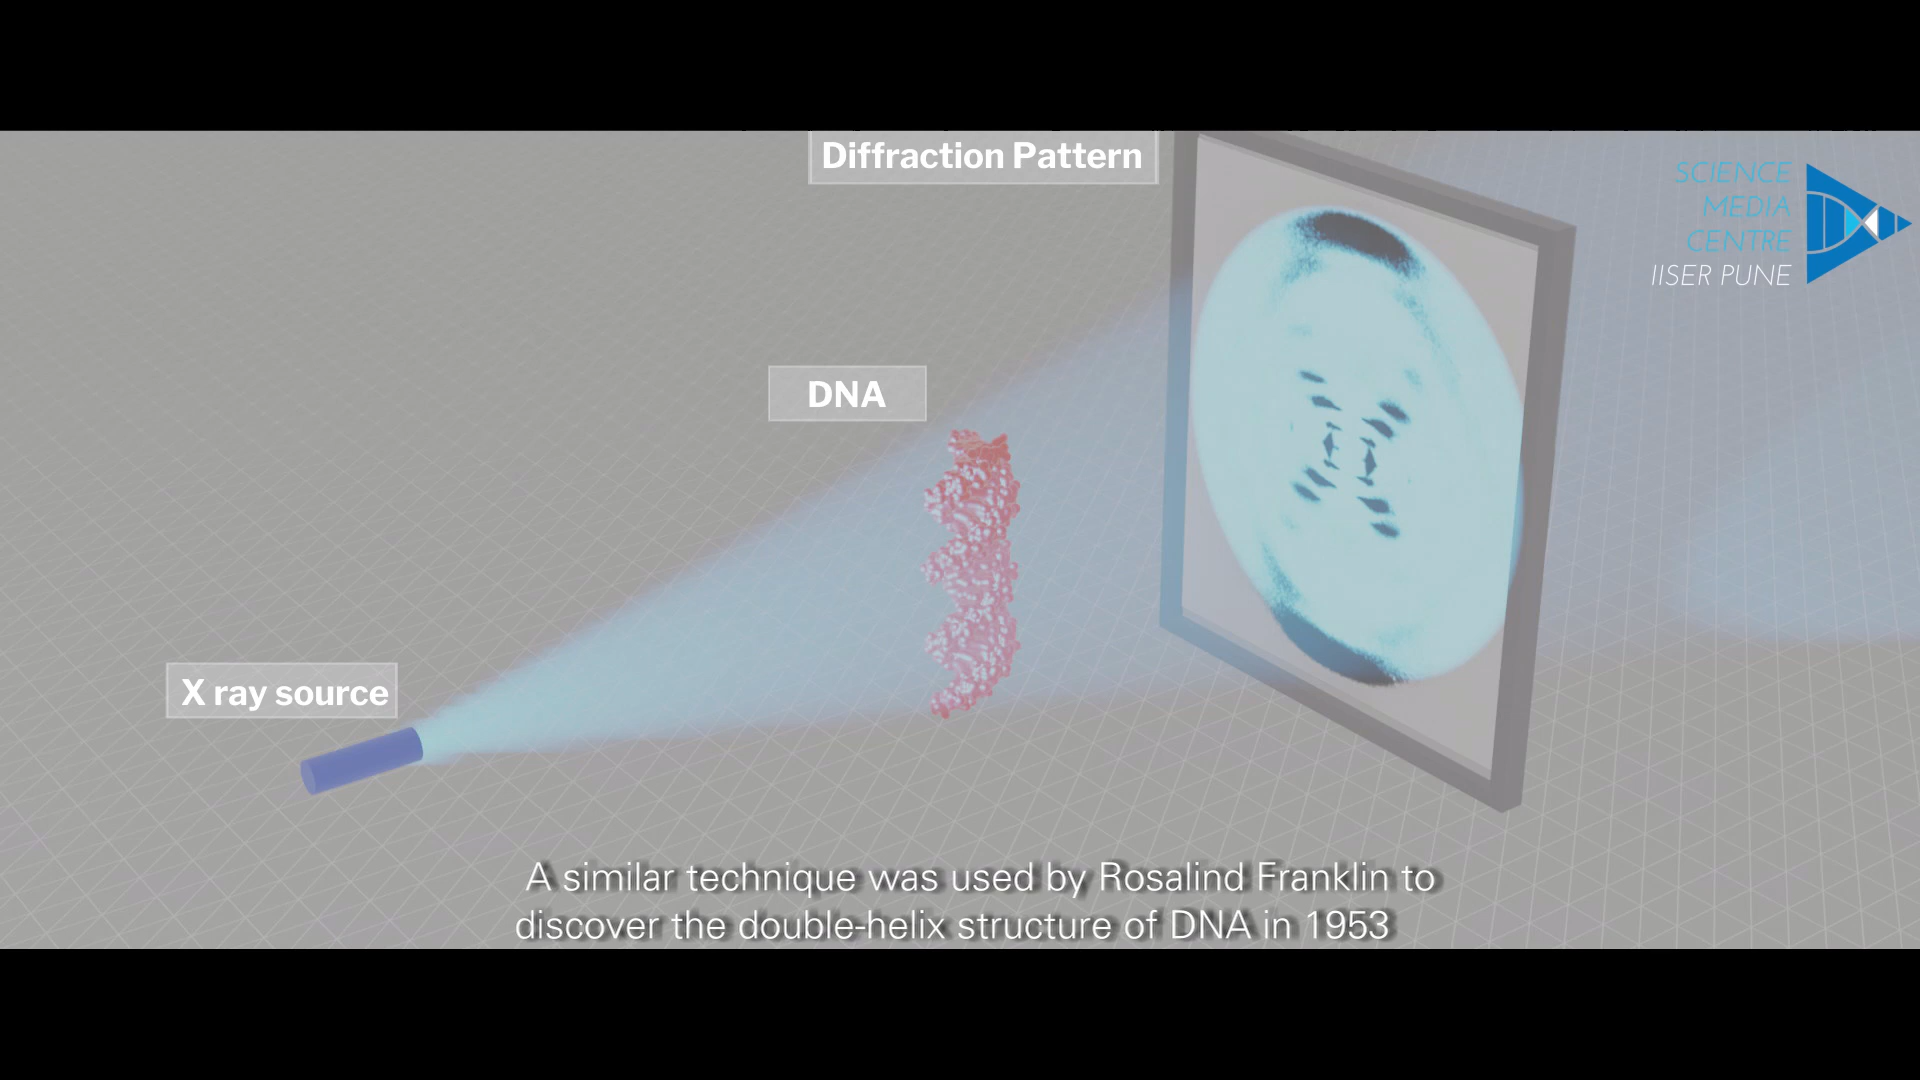 Diffraction Pattern
SCIENCE
MEDIA
CENTRE
IISER PUNE
DNA
X ray source
A similar technique was used by Rosalind Franklin to
discover the double-helix structure of DNA in 1953